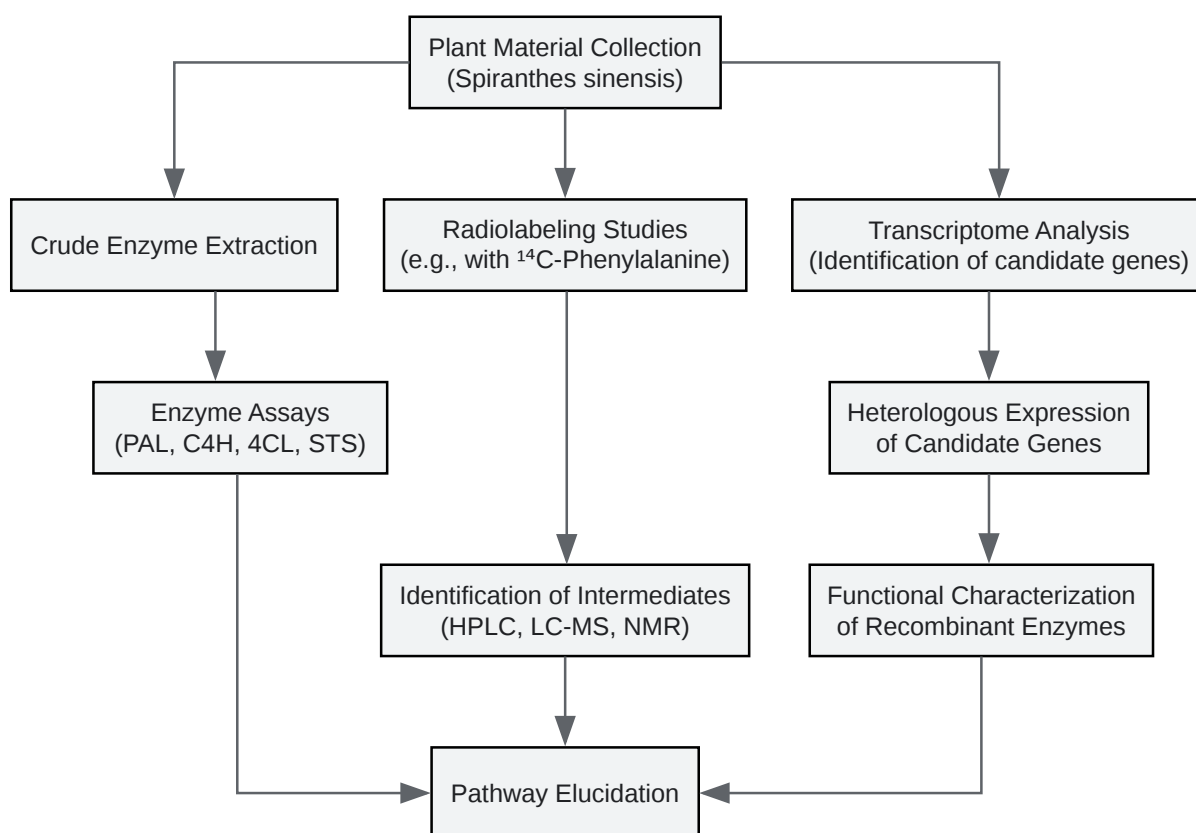 Plant Material Collection
(Spiranthes sinensis)
Crude Enzyme Extraction
Radiolabeling Studies
(e.g., with ¹⁴C-Phenylalanine)
Transcriptome Analysis
(Identification of candidate genes)
Enzyme Assays
(PAL, C4H, 4CL, STS)
Heterologous Expression
of Candidate Genes
Identification of Intermediates
(HPLC, LC-MS, NMR)
Functional Characterization
of Recombinant Enzymes
Pathway Elucidation